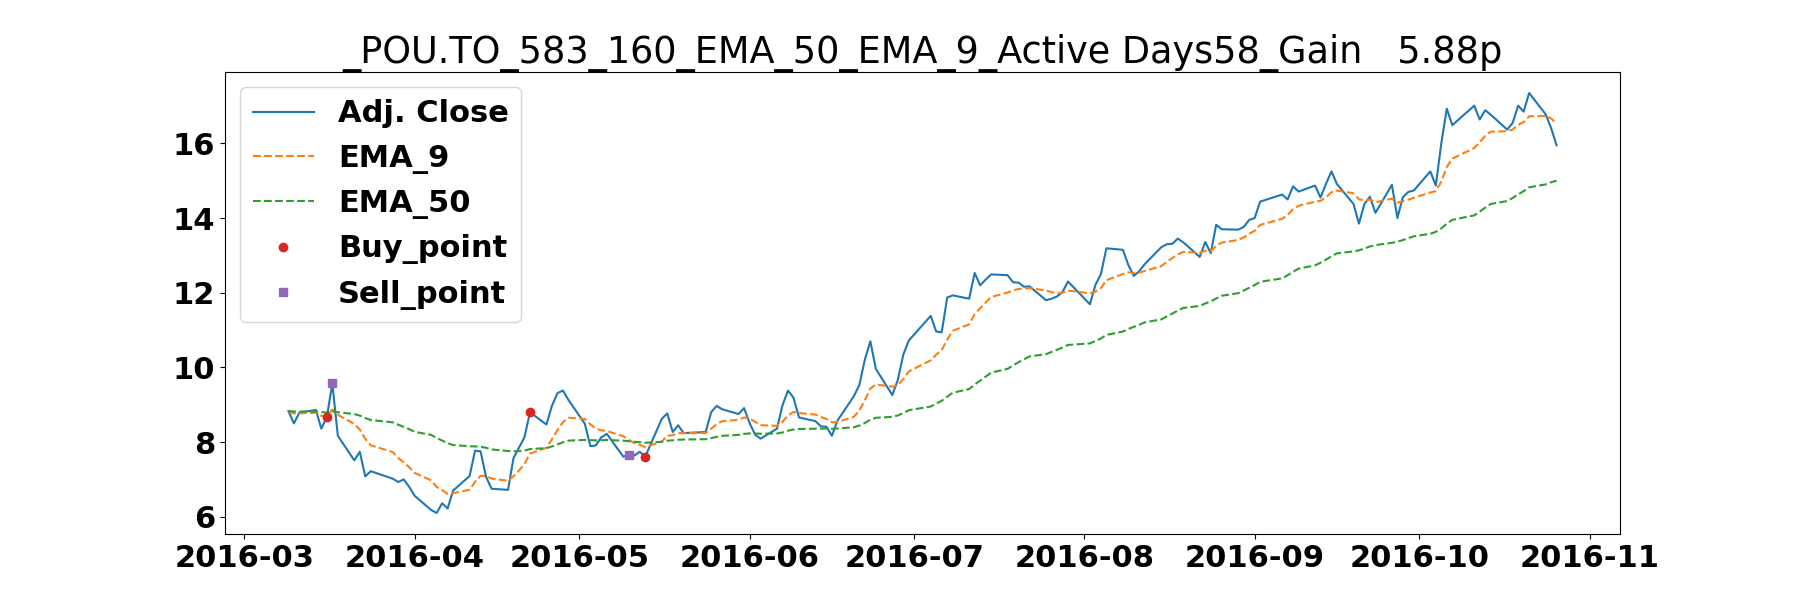 _POU.TO_583_160_EMA_50_EMA_9_Active Days58_Gain   5.88p
Adj. Close
EMA_9
EMA_50
Buy_point
Sell_point
16
14
12
10
8
6
2016-03 2016-04 2016-05 2016-06 2016-07 2016-08 2016-09 2016-10 2016-11